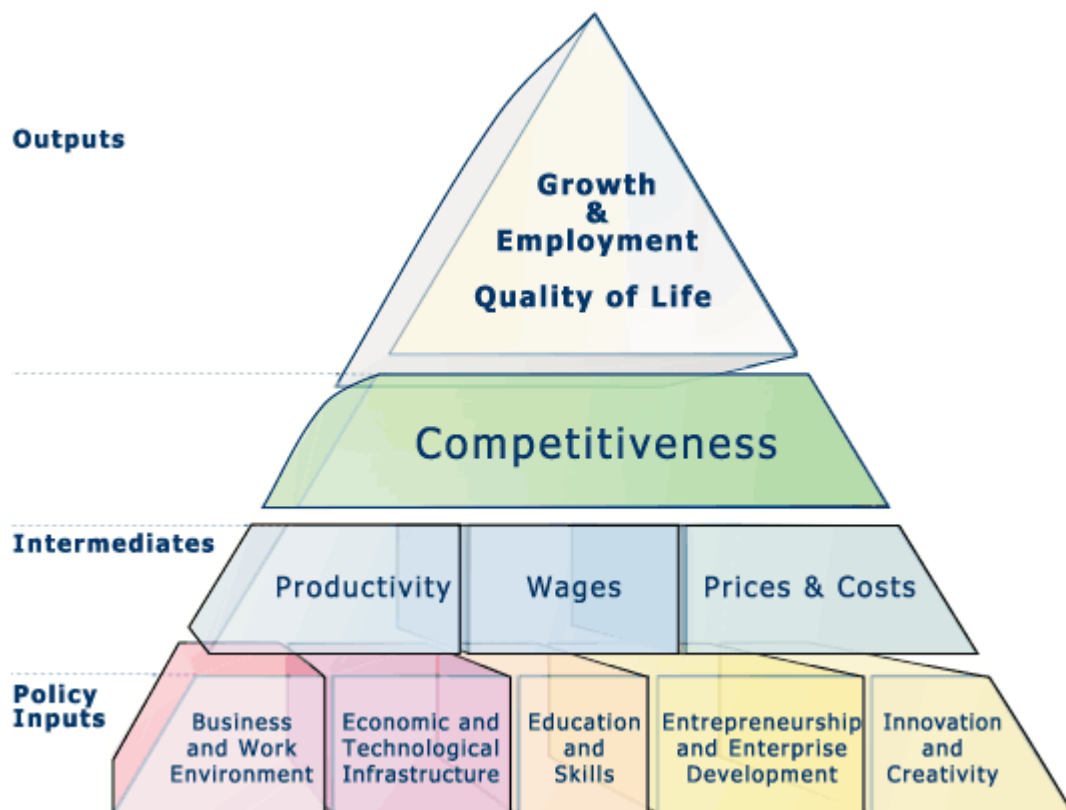 Outputs
Growth
&
Employment
Quality of Life
Competitiveness
Intermediates
Productivity
Wages
Prices & Costs
Policy
Inputs
Business
and Work
Environment
Economic and
Technological
Infrastructure
Education
and
Skills
Entrepreneurship
and Enterprise
Development
Innovation
and
Creativity